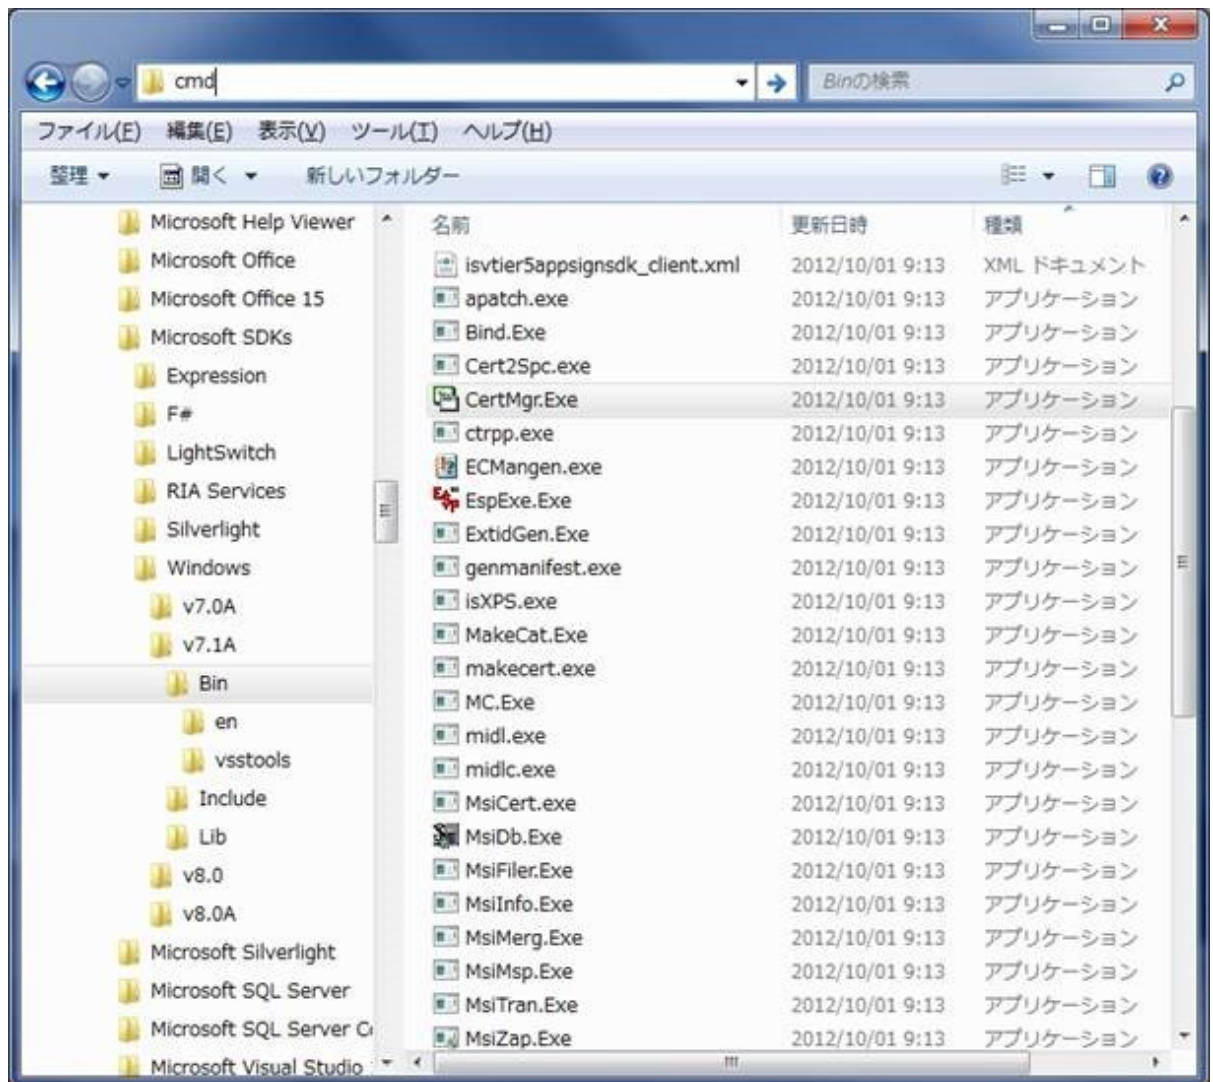 cmd
Binの検索
ファイル(F) 編集(E) 表示(V) ツール(T) ヘルプ(H)
整理 開く 新しいフォルダー
Microsoft Help Viewer
Microsoft Office
Microsoft Office 15
Microsoft SDKs
Expression
F#
LightSwitch
RIA Services
Silverlight
Windows
v7.0A
v7.1A
Bin
en
vsstools
Include
Lib
v8.0
v8.0A
Microsoft Silverlight
Microsoft SQL Server
Microsoft SQL Server Co
Microsoft Visual Studio
名前 更新日時 種類
isvtier5appsignsdk_client.xml 2012/10/01 9:13 XML ドキュメント
apatch.exe 2012/10/01 9:13 アプリケーション
Bind.Exe 2012/10/01 9:13 アプリケーション
Cert2Spc.exe 2012/10/01 9:13 アプリケーション
CertMgr.Exe 2012/10/01 9:13 アプリケーション
ctrpp.exe 2012/10/01 9:13 アプリケーション
ECMangen.exe 2012/10/01 9:13 アプリケーション
EspExe.Exe 2012/10/01 9:13 アプリケーション
ExtidGen.Exe 2012/10/01 9:13 アプリケーション
genmanifest.exe 2012/10/01 9:13 アプリケーション
isXPS.exe 2012/10/01 9:13 アプリケーション
MakeCat.Exe 2012/10/01 9:13 アプリケーション
makecert.exe 2012/10/01 9:13 アプリケーション
MC.Exe 2012/10/01 9:13 アプリケーション
midl.exe 2012/10/01 9:13 アプリケーション
midlc.exe 2012/10/01 9:13 アプリケーション
MsiCert.exe 2012/10/01 9:13 アプリケーション
MsiDb.Exe 2012/10/01 9:13 アプリケーション
MsiFiler.Exe 2012/10/01 9:13 アプリケーション
MsiInfo.Exe 2012/10/01 9:13 アプリケーション
MsiMerg.Exe 2012/10/01 9:13 アプリケーション
MsiMsp.Exe 2012/10/01 9:13 アプリケーション
MsiTran.Exe 2012/10/01 9:13 アプリケーション
MsiZap.Exe 2012/10/01 9:13 アプリケーション